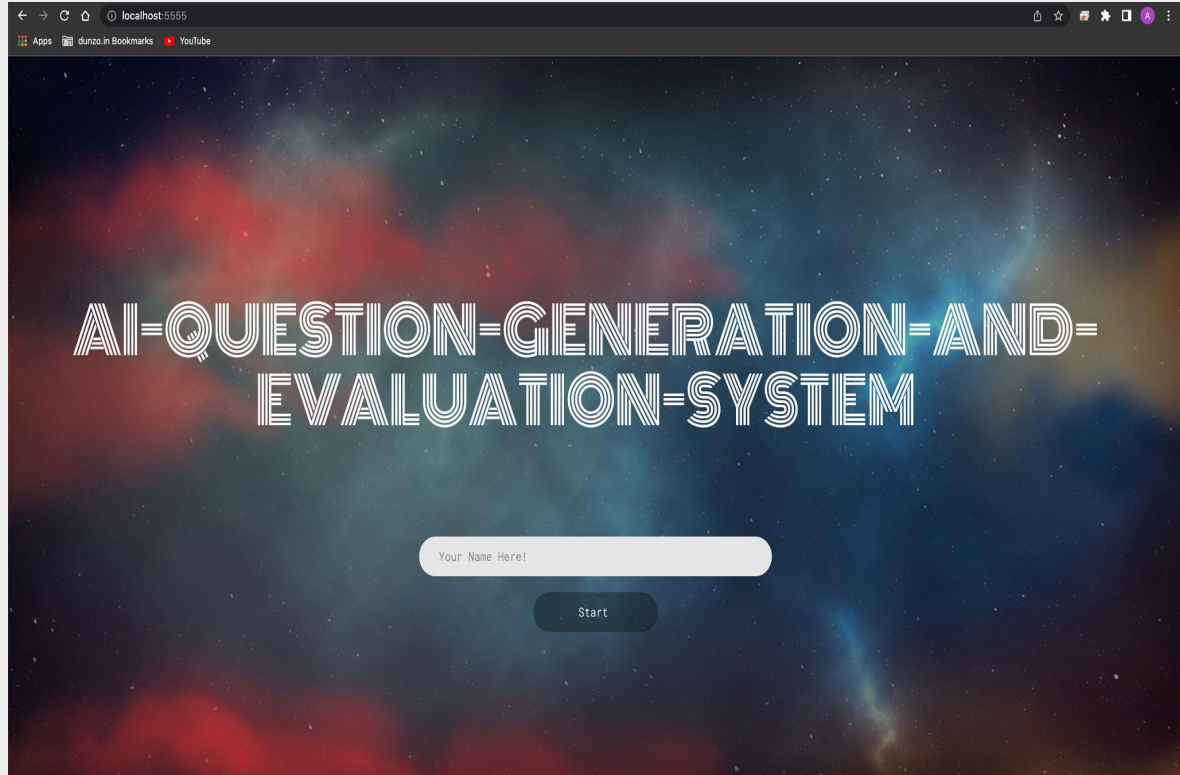 localhost:5555
A
Apps dunzo.in Bookmarks YouTube
AI-QUESTION-GENERATION-AND-
EVALUATION-SYSTEM
Your Name Here!
Start